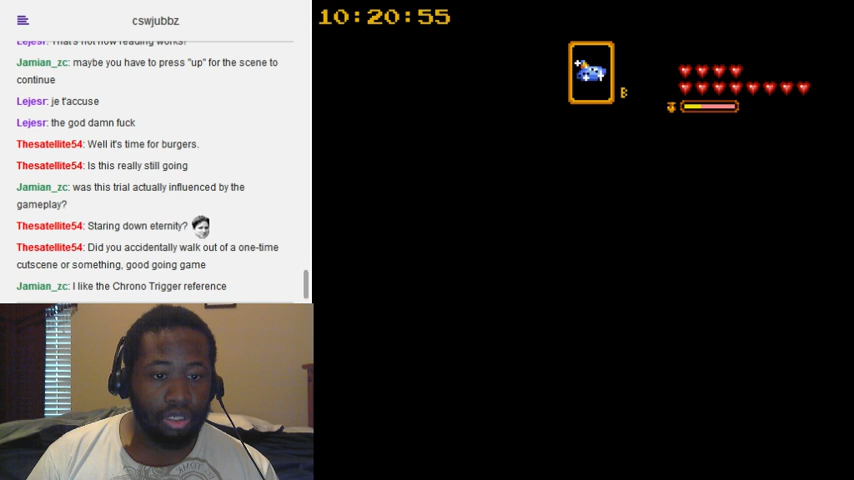 cswjubbz
10:20:55
Lejesr: That's not how reading works!
Jamian_zc: maybe you have to press "up" for the scene to
continue
Lejesr: je t'accuse
Lejesr: the god damn fuck
Thesatellite54: Well it's time for burgers.
Thesatellite54: Is this really still going
Jamian_zc: was this trial actually influenced by the
gameplay?
Thesatellite54: Staring down eternity?
Thesatellite54: Did you accidentally walk out of a one-time
cutscene or something, good going game
Jamian_zc: I like the Chrono Trigger reference
B